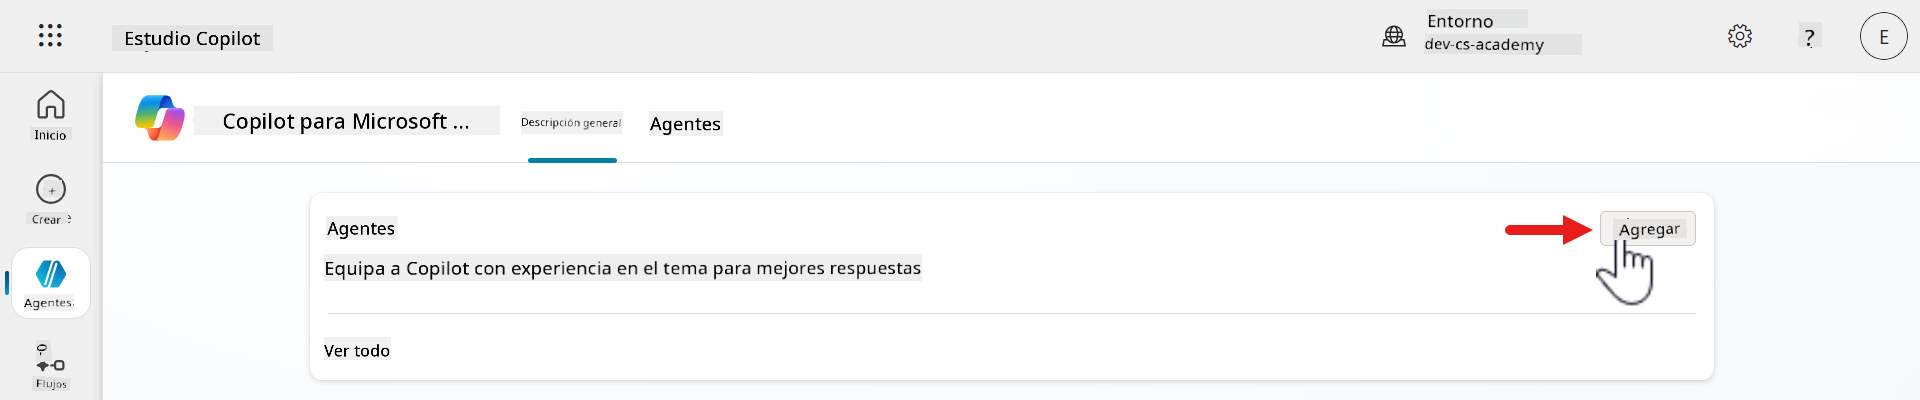 Estudio Copilot
Entorno
dev-cs-academy
?
E
Inicio
Crear
Agentes
Flujos
Copilot para Microsoft ...
Descripción general
Agentes
Agentes
Agregar
Equipa a Copilot con experiencia en el tema para mejores respuestas
Ver todo